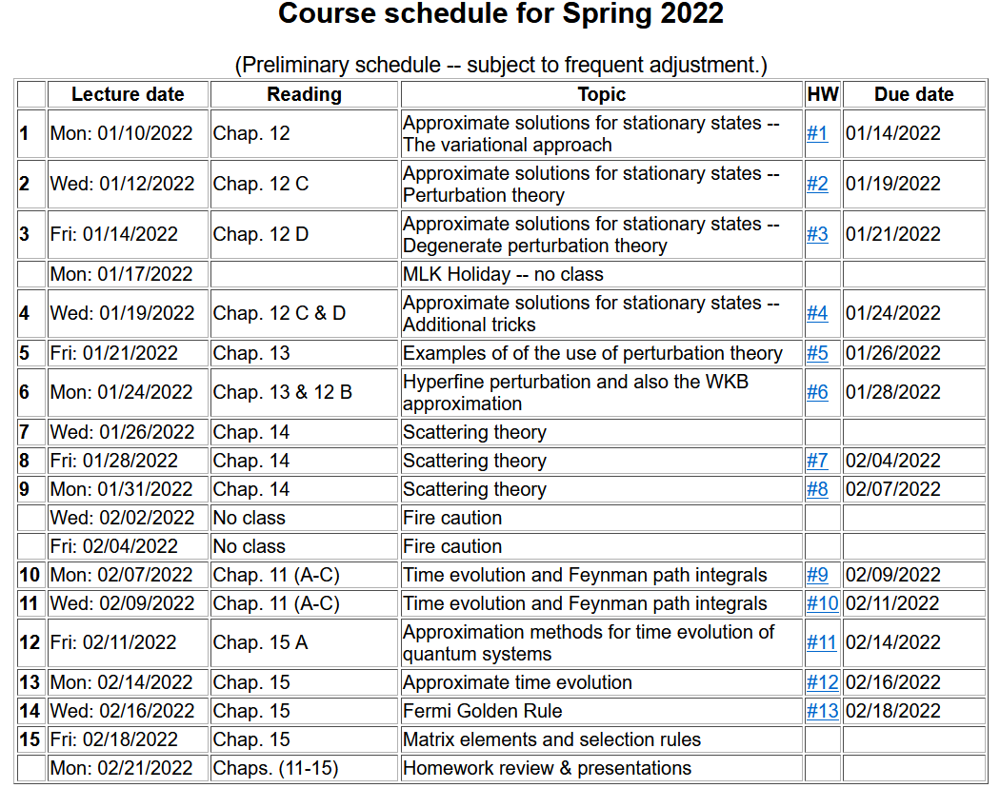 Course schedule for Spring 2022
(Preliminary schedule -- subject to frequent adjustment.)
Lecture date Reading Topic HW Due date
1 Mon: 01/10/2022 Chap. 12 Approximate solutions for stationary states --
The variational approach #1 01/14/2022
2 Wed: 01/12/2022 Chap. 12 C Approximate solutions for stationary states --
Perturbation theory #2 01/19/2022
3 Fri: 01/14/2022 Chap. 12 D Approximate solutions for stationary states --
Degenerate perturbation theory #3 01/21/2022
Mon: 01/17/2022 MLK Holiday -- no class
4 Wed: 01/19/2022 Chap. 12 C & D Approximate solutions for stationary states --
Additional tricks #4 01/24/2022
5 Fri: 01/21/2022 Chap. 13 Examples of of the use of perturbation theory #5 01/26/2022
6 Mon: 01/24/2022 Chap. 13 & 12 B Hyperfine perturbation and also the WKB
approximation #6 01/28/2022
7 Wed: 01/26/2022 Chap. 14 Scattering theory
8 Fri: 01/28/2022 Chap. 14 Scattering theory #7 02/04/2022
9 Mon: 01/31/2022 Chap. 14 Scattering theory #8 02/07/2022
Wed: 02/02/2022 No class Fire caution
Fri: 02/04/2022 No class Fire caution
10 Mon: 02/07/2022 Chap. 11 (A-C) Time evolution and Feynman path integrals #9 02/09/2022
11 Wed: 02/09/2022 Chap. 11 (A-C) Time evolution and Feynman path integrals #10 02/11/2022
12 Fri: 02/11/2022 Chap. 15 A Approximation methods for time evolution of
quantum systems #11 02/14/2022
13 Mon: 02/14/2022 Chap. 15 Approximate time evolution #12 02/16/2022
14 Wed: 02/16/2022 Chap. 15 Fermi Golden Rule #13 02/18/2022
15 Fri: 02/18/2022 Chap. 15 Matrix elements and selection rules
Mon: 02/21/2022 Chaps. (11-15) Homework review & presentations